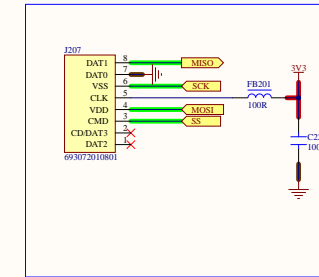 J207
DAT1 8 MISO
DAT0 7
VSS 6 SCK
CLK 5
VDD 4 MOSI
CMD 3 SS
CD/DAT3 2
DAT2 1
693072010801
FB201
100R
3V3